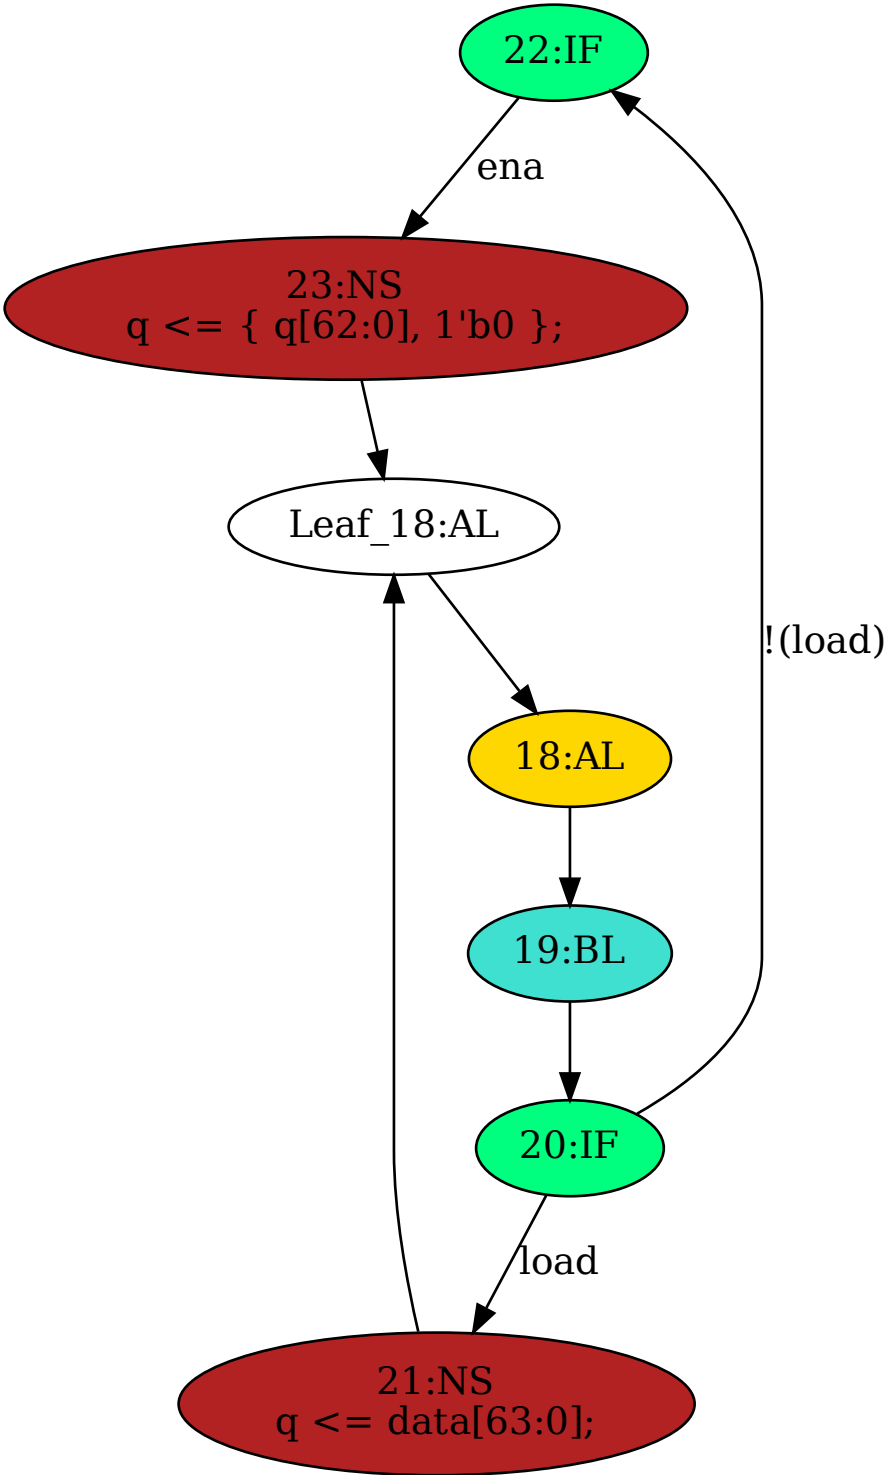 22:IF
ena
23:NS
q <= { q[62:0], 1'b0 };
Leaf_18:AL
!(load)
18:AL
19:BL
20:IF
load
21:NS
q <= data[63:0];